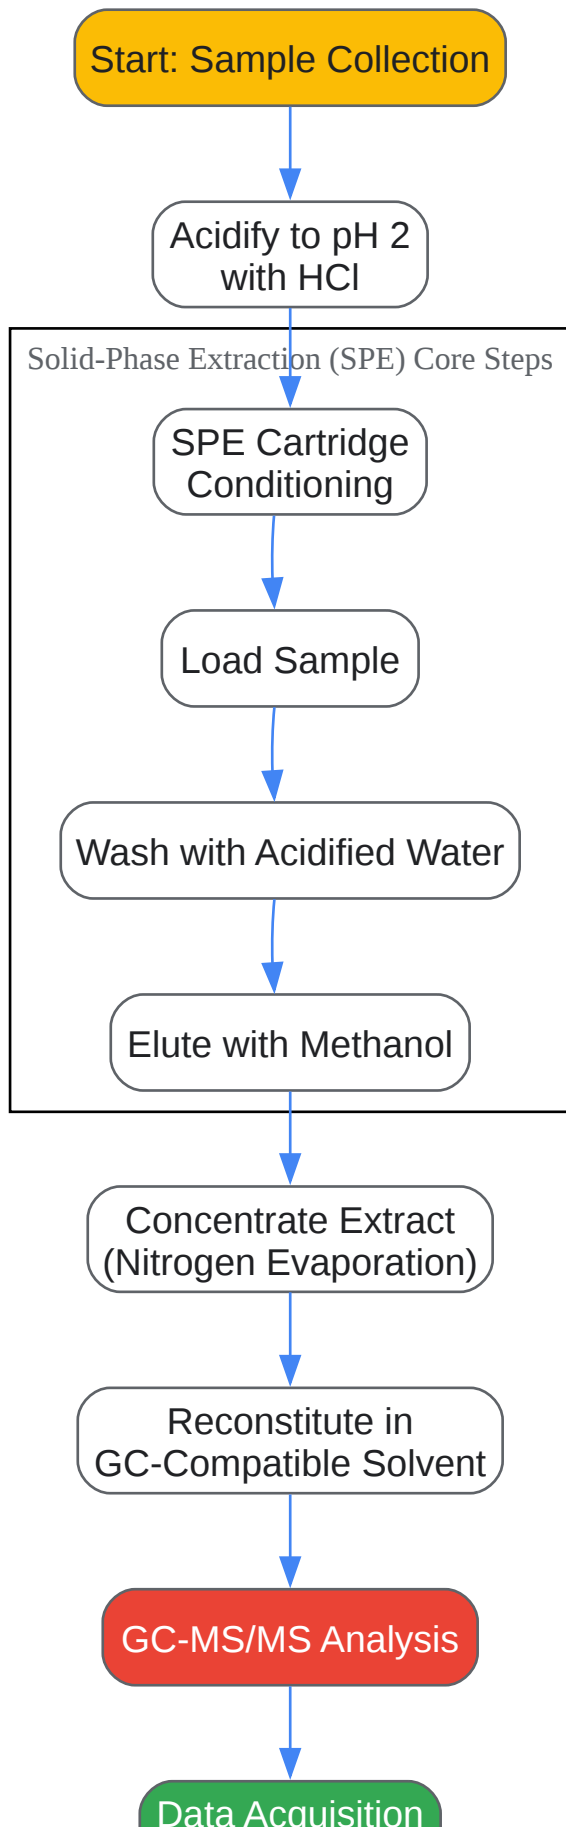 Start: Sample Collection
Acidify to pH 2
with HCl
Solid-Phase Extraction (SPE) Core Steps
SPE Cartridge
Conditioning
Load Sample
Wash with Acidified Water
Elute with Methanol
Concentrate Extract
(Nitrogen Evaporation)
Reconstitute in
GC-Compatible Solvent
GC-MS/MS Analysis
Data Acquisition